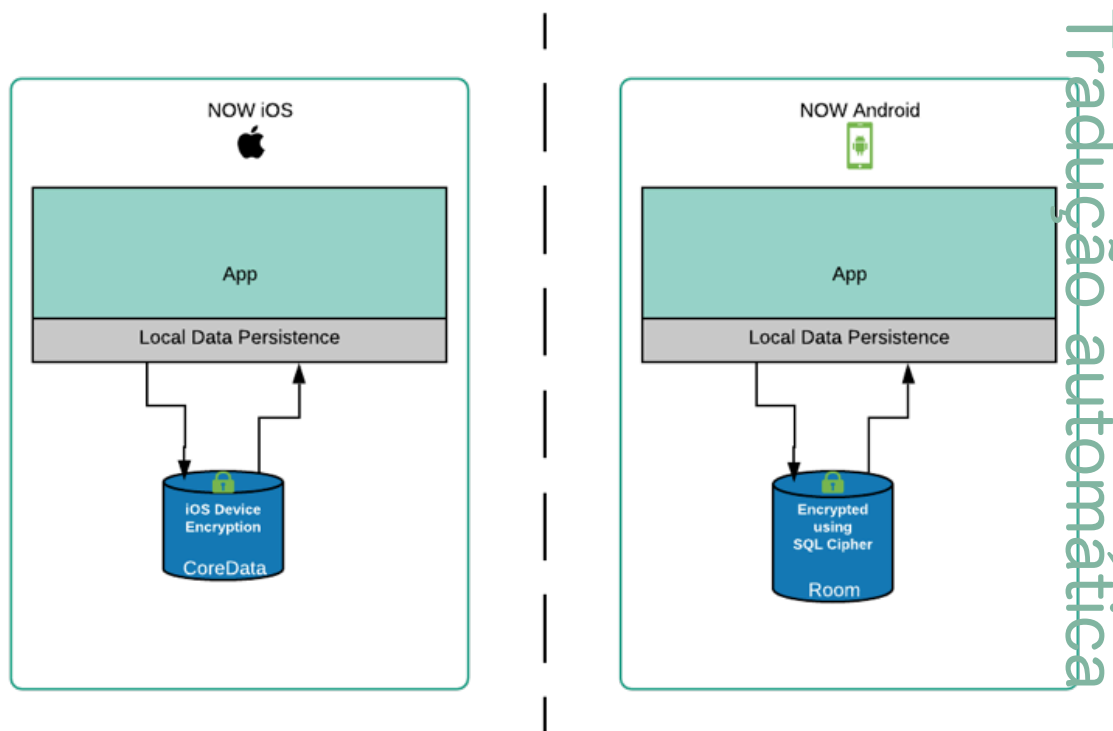 NOW iOS
App
Local Data Persistence
iOS Device
Encryption
CoreData
NOW Android
App
Local Data Persistence
Encrypted
using
SQL Cipher
Room
Tradução automática